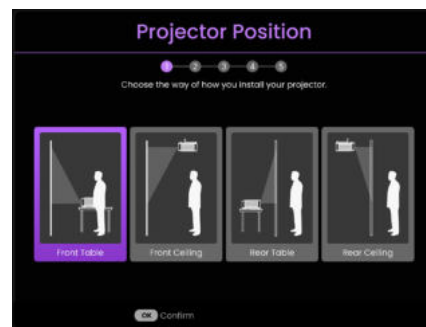 Projector Position
1 2 3 4 5
Choose the way of how you install your projector.
Front Table Front Ceiling Rear Table Rear Ceiling
OK Confirm